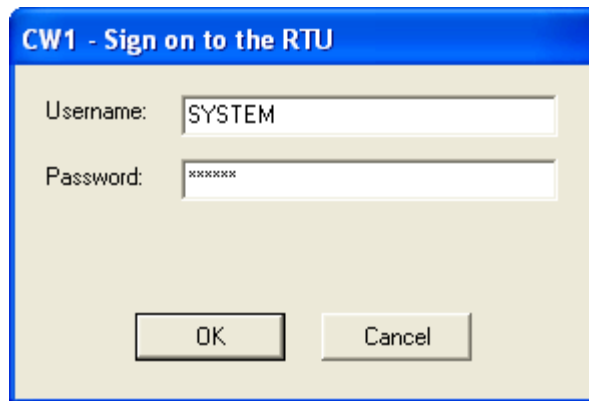 CW1 - Sign on to the RTU
Username: SYSTEM
Password: ******
OK Cancel